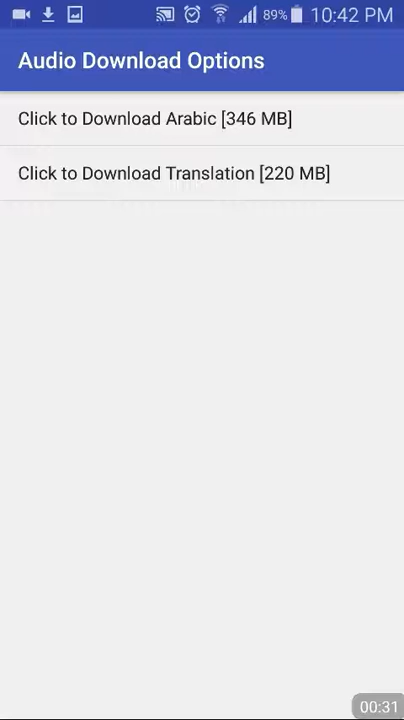 89% 10:42 PM
Audio Download Options
Click to Download Arabic [346 MB]
Click to Download Translation [220 MB]
00:31